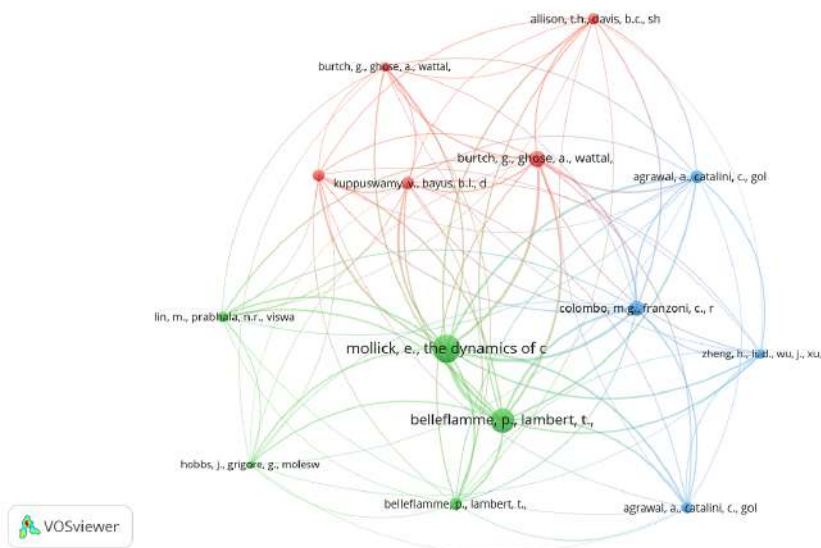 allison, t.h., davis, b.c., sh
burtch, g., ghose, a., wattal,
burtch, g., ghose, a., wattal,
agrawal, a., catalini, c., gol
kuppuswamy, v., bayus, b.l., d
colombo, m.g., franzoni, c., r
lin, m., prabhala, n.r., viswa
mollick, e., the dynamics of c
zheng, h., li, d., wu, j., xu,
belleflamme, p., lambert, t.,
hobbs, j., grigore, g., molesw
belleflamme, p., lambert, t.,
agrawal, a., catalini, c., gol
VOSviewer